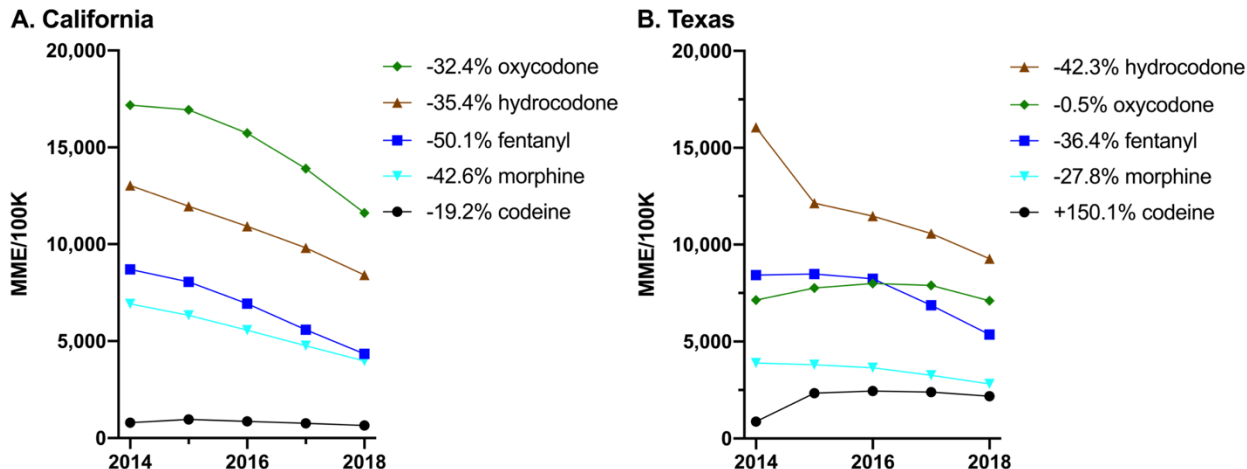 A. California
MME/100K
20,000
15,000
10,000
5,000
0
2014
2016
2018
-32.4% oxycodone
-35.4% hydrocodone
-50.1% fentanyl
-42.6% morphine
-19.2% codeine
B. Texas
MME/100K
20,000
15,000
10,000
5,000
0
2014
2016
2018
-42.3% hydrocodone
-0.5% oxycodone
-36.4% fentanyl
-27.8% morphine
+150.1% codeine